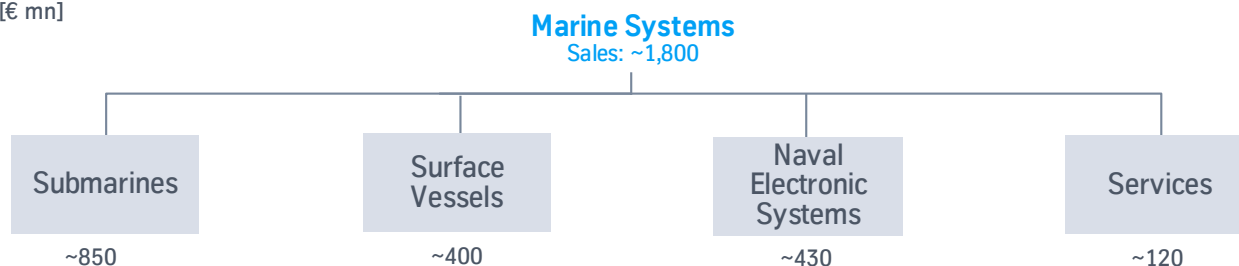 [€ mn]
Marine Systems
Sales: ~1,800
Submarines
Surface
Vessels
Naval
Electronic
Systems
Services
~850
~400
~430
~120